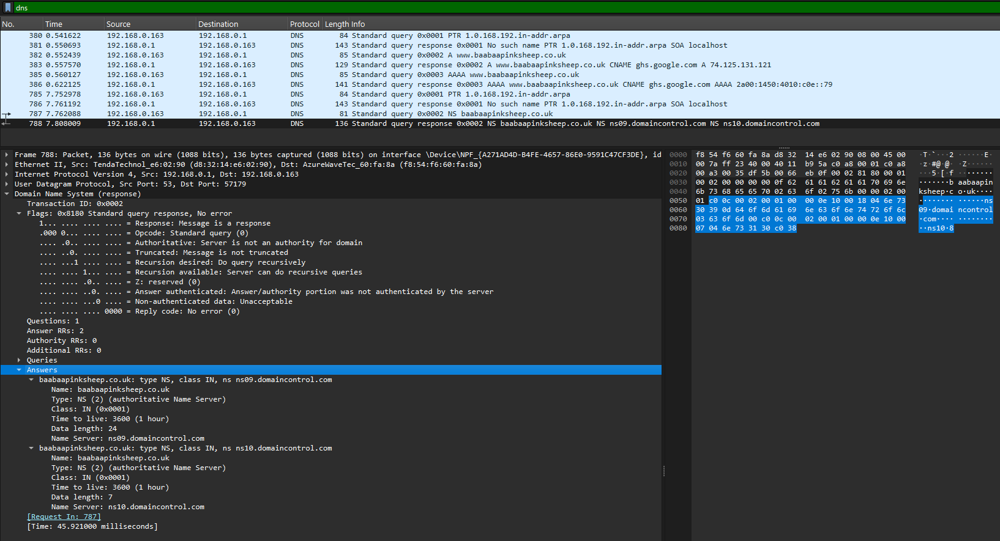 dns
No. Time Source Destination Protocol Length Info
380 0.541622 192.168.0.163 192.168.0.1 DNS 84 Standard query 0x0001 PTR 1.0.168.192.in-addr.arpa
381 0.550693 192.168.0.1 192.168.0.163 DNS 143 Standard query response 0x0001 No such name PTR 1.0.168.192.in-addr.arpa SOA localhost
382 0.552439 192.168.0.163 192.168.0.1 DNS 85 Standard query 0x0002 A www.baabaapinksheep.co.uk
383 0.557570 192.168.0.1 192.168.0.163 DNS 129 Standard query response 0x0002 A www.baabaapinksheep.co.uk CNAME ghs.google.com A 74.125.131.121
385 0.560127 192.168.0.163 192.168.0.1 DNS 85 Standard query 0x0003 AAAA www.baabaapinksheep.co.uk
386 0.622125 192.168.0.1 192.168.0.163 DNS 141 Standard query response 0x0003 AAAA www.baabaapinksheep.co.uk CNAME ghs.google.com AAAA 2a00:1450:4010:c0e::79
785 7.752978 192.168.0.163 192.168.0.1 DNS 84 Standard query 0x0001 PTR 1.0.168.192.in-addr.arpa
786 7.761192 192.168.0.1 192.168.0.163 DNS 143 Standard query response 0x0001 No such name PTR 1.0.168.192.in-addr.arpa SOA localhost
787 7.762088 192.168.0.163 192.168.0.1 DNS 81 Standard query 0x0002 NS baabaapinksheep.co.uk
788 7.808009 192.168.0.1 192.168.0.163 DNS 136 Standard query response 0x0002 NS baabaapinksheep.co.uk NS ns09.domaincontrol.com NS ns10.domaincontrol.com
Frame 788: Packet, 136 bytes on wire (1088 bits), 136 bytes captured (1088 bits) on interface \Device\NPF_{A271AD4D-B4FE-4657-86E0-9591C47CF3DE}, id
Ethernet II, Src: TendaTechnol_e6:02:90 (d8:32:14:e6:02:90), Dst: AzureWaveTec_60:fa:8a (f8:54:f6:60:fa:8a)
Internet Protocol Version 4, Src: 192.168.0.1, Dst: 192.168.0.163
User Datagram Protocol, Src Port: 53, Dst Port: 57179
Domain Name System (response)
Transaction ID: 0x0002
Flags: 0x8180 Standard query response, No error
1... .... .... .... = Response: Message is a response
.000 0... .... .... = Opcode: Standard query (0)
.... .0.. .... .... = Authoritative: Server is not an authority for domain
.... ..0. .... .... = Truncated: Message is not truncated
.... ...1 .... .... = Recursion desired: Do query recursively
.... .... 1... .... = Recursion available: Server can do recursive queries
.... .... .0.. .... = Z: reserved (0)
.... .... ..0. .... = Answer authenticated: Answer/authority portion was not authenticated by the server
.... .... ...0 .... = Non-authenticated data: Unacceptable
.... .... .... 0000 = Reply code: No error (0)
Questions: 1
Answer RRs: 2
Authority RRs: 0
Additional RRs: 0
Queries
Answers
baabaapinksheep.co.uk: type NS, class IN, ns ns09.domaincontrol.com
Name: baabaapinksheep.co.uk
Type: NS (2) (authoritative Name Server)
Class: IN (0x0001)
Time to live: 3600 (1 hour)
Data length: 24
Name Server: ns09.domaincontrol.com
baabaapinksheep.co.uk: type NS, class IN, ns ns10.domaincontrol.com
Name: baabaapinksheep.co.uk
Type: NS (2) (authoritative Name Server)
Class: IN (0x0001)
Time to live: 3600 (1 hour)
Data length: 7
Name Server: ns10.domaincontrol.com
[Request In: 787]
[Time: 45.921000 milliseconds]
0000 f8 54 f6 60 fa 8a d8 32 14 e6 02 90 08 00 45 00 ·T·`···2 ······E·
0010 00 7a ff 23 40 00 40 11 b9 5a c0 a8 00 01 c0 a8 ·z·#@·@· ·Z······
0020 00 a3 00 35 df 5b 00 66 eb 0f 00 02 81 80 00 01 ···5·[·f ········
0030 00 02 00 00 00 00 0f 62 61 61 62 61 61 70 69 6e ·······b aabaapin
0040 6b 73 68 65 65 70 02 63 6f 02 75 6b 00 00 02 00 ksheep·c o·uk····
0050 01 c0 0c 00 02 00 01 00 00 0e 10 00 18 04 6e 73 ········ ······ns
0060 30 39 0d 64 6f 6d 61 69 6e 63 6f 6e 74 72 6f 6c 09·domai ncontrol
0070 03 63 6f 6d 00 c0 0c 00 02 00 01 00 00 0e 10 00 ·com···· ········
0080 07 04 6e 73 31 30 c0 38 ··ns10·8